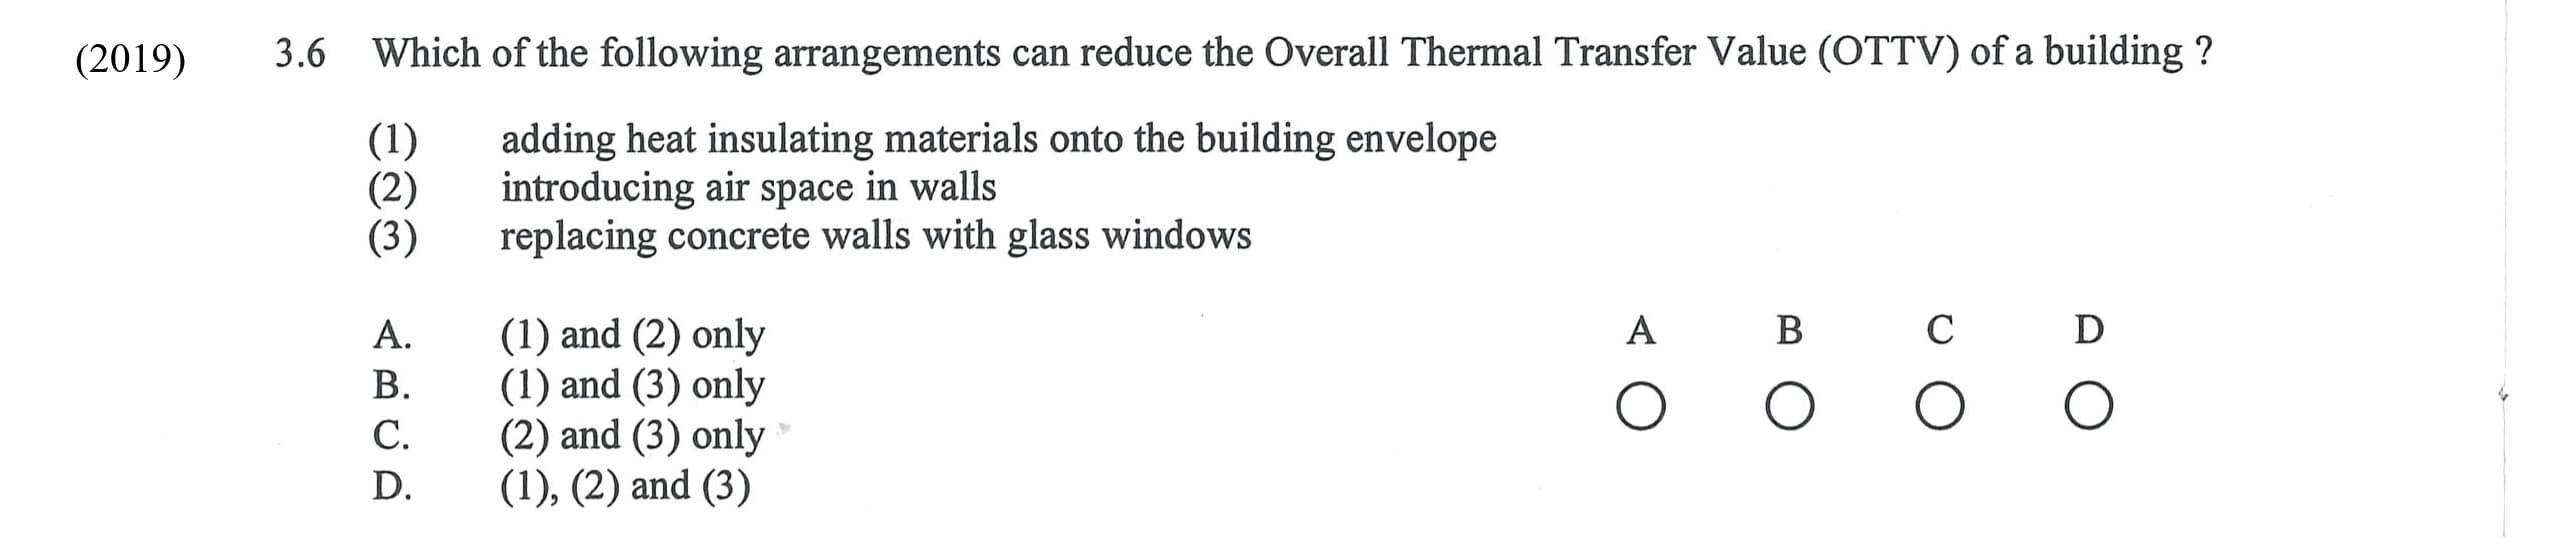 (2019) 3.6 Which of the following arrangements can reduce the Overall Thermal Transfer Value (OTTV) of a building ?
(1) adding heat insulating materials onto the building envelope
(2) introducing air space in walls
(3) replacing concrete walls with glass windows
A. (1) and (2) only
B. (1) and (3) only
C. (2) and (3) only
D. (1), (2) and (3)
A B C D